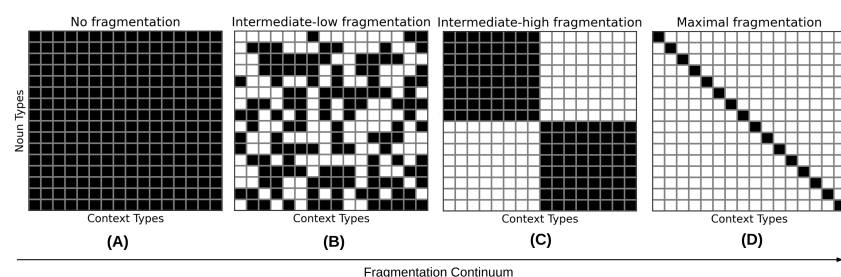 No fragmentation
Intermediate-low fragmentation
Intermediate-high fragmentation
Maximal fragmentation
Noun Types
Context Types
Context Types
Context Types
Context Types
(A)
(B)
(C)
(D)
Fragmentation Continuum